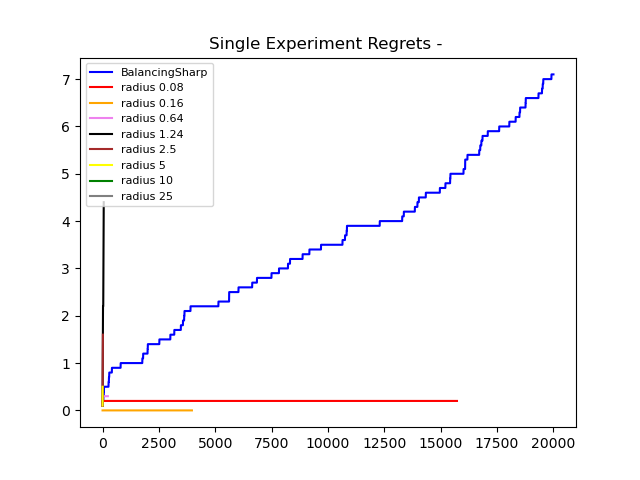 Single Experiment Regrets -
BalancingSharp
radius 0.08
radius 0.16
radius 0.64
radius 1.24
radius 2.5
radius 5
radius 10
radius 25
7
6
5
4
3
2
1
0
0 2500 5000 7500 10000 12500 15000 17500 20000